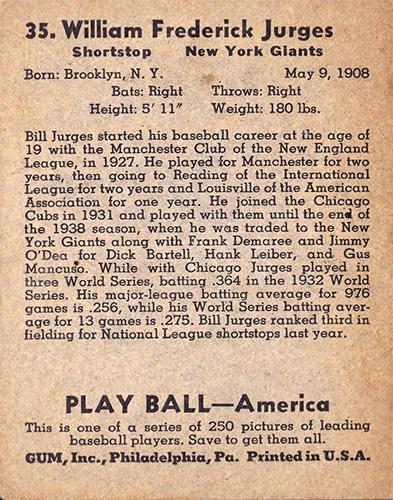 35. William Frederick Jurges
Shortstop New York Giants
Born: Brooklyn, N. Y. May 9, 1908
Bats: Right Throws: Right
Height: 5' 11" Weight: 180 lbs.
Bill Jurges started his baseball career at the age of
19 with the Manchester Club of the New England
League, in 1927. He played for Manchester for two
years, then going to Reading of the International
League for two years and Louisville of the American
Association for one year. He joined the Chicago
Cubs in 1931 and played with them until the end of
the 1938 season, when he was traded to the New
York Giants along with Frank Demaree and Jimmy
O'Dea for Dick Bartell, Hank Leiber, and Gus
Mancuso. While with Chicago Jurges played in
three World Series, batting .364 in the 1932 World
Series. His major-league batting average for 976
games is .256, while his World Series batting aver-
age for 13 games is .275. Bill Jurges ranked third in
fielding for National League shortstops last year.
PLAY BALL—America
This is one of a series of 250 pictures of leading
baseball players. Save to get them all.
GUM, Inc., Philadelphia, Pa. Printed in U.S.A.